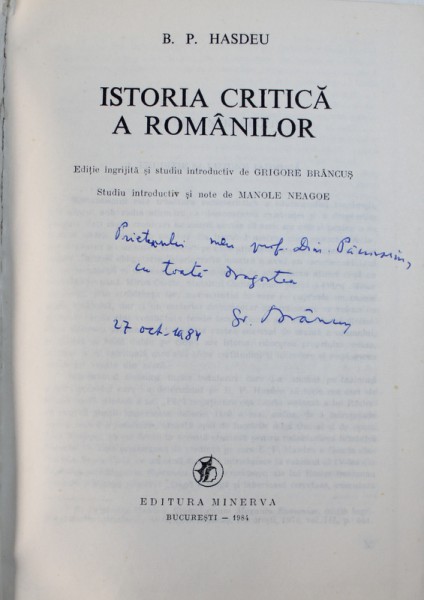 B. P. HASDEU
ISTORIA CRITICĂ
A ROMÂNILOR
Ediție îngrijită și studiu introductiv de GRIGORE BRÂNCUȘ
Studiu introductiv și note de MANOLE NEAGOE
Prietenului meu prof. Dim. Păcurariu,
cu toată dragostea
Gr. Brâncuș
27 oct. 1984
EDITURA MINERVA
BUCUREȘTI — 1984